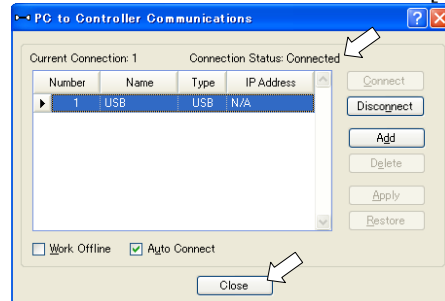 PC to Controller Communications
Current Connection: 1 Connection Status: Connected
Number Name Type IP Address
1 USB USB N/A
Connect
Disconnect
Add
Delete
Apply
Restore
Work Offline Auto Connect
Close